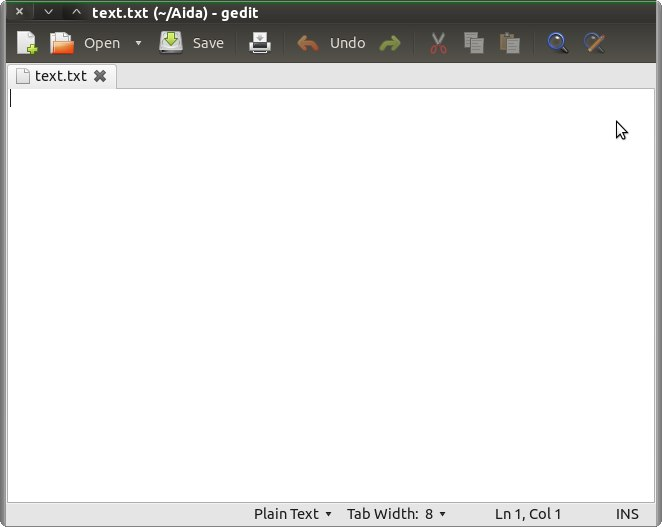 text.txt (~/Aida) - gedit
Open Save Undo
text.txt
Plain Text Tab Width: 8 Ln 1, Col 1 INS